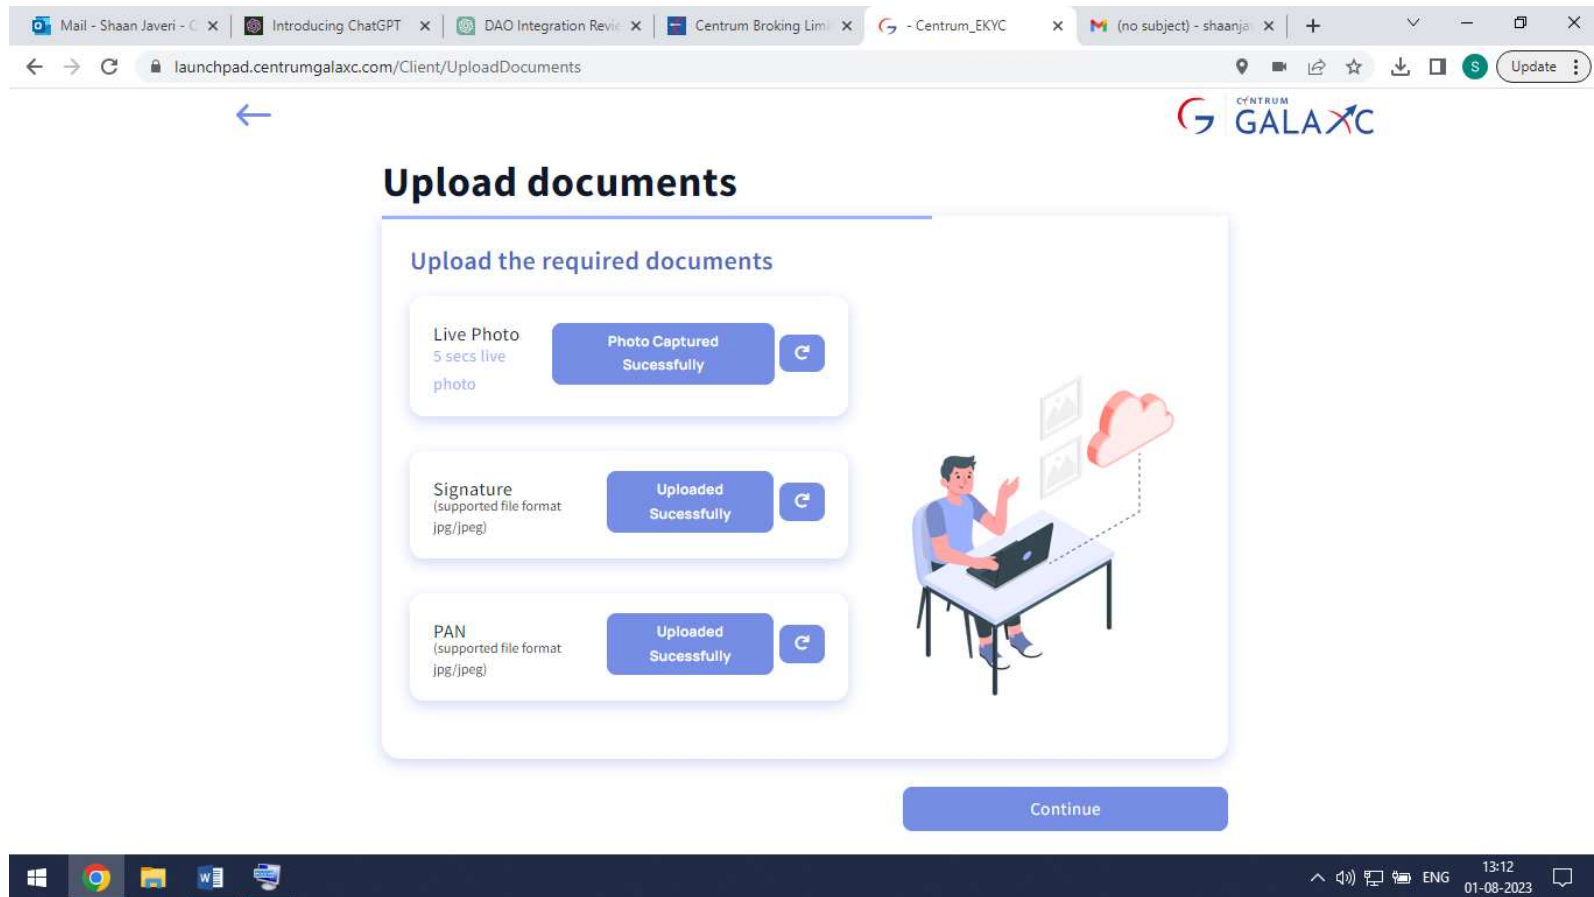 Mail - Shaan Javeri - O
Introducing ChatGPT
DAO Integration Revie
Centrum Broking Limi
- Centrum_EKYC
(no subject) - shaanja
launchpad.centrumgalaxc.com/Client/UploadDocuments
S
Update
CENTRUM
GALAXC
Upload documents
Upload the required documents
Live Photo
5 secs live
photo
Photo Captured
Sucessfully
Signature
(supported file format
jpg/jpeg)
Uploaded
Sucessfully
PAN
(supported file format
jpg/jpeg)
Uploaded
Sucessfully
Continue
ENG
13:12
01-08-2023